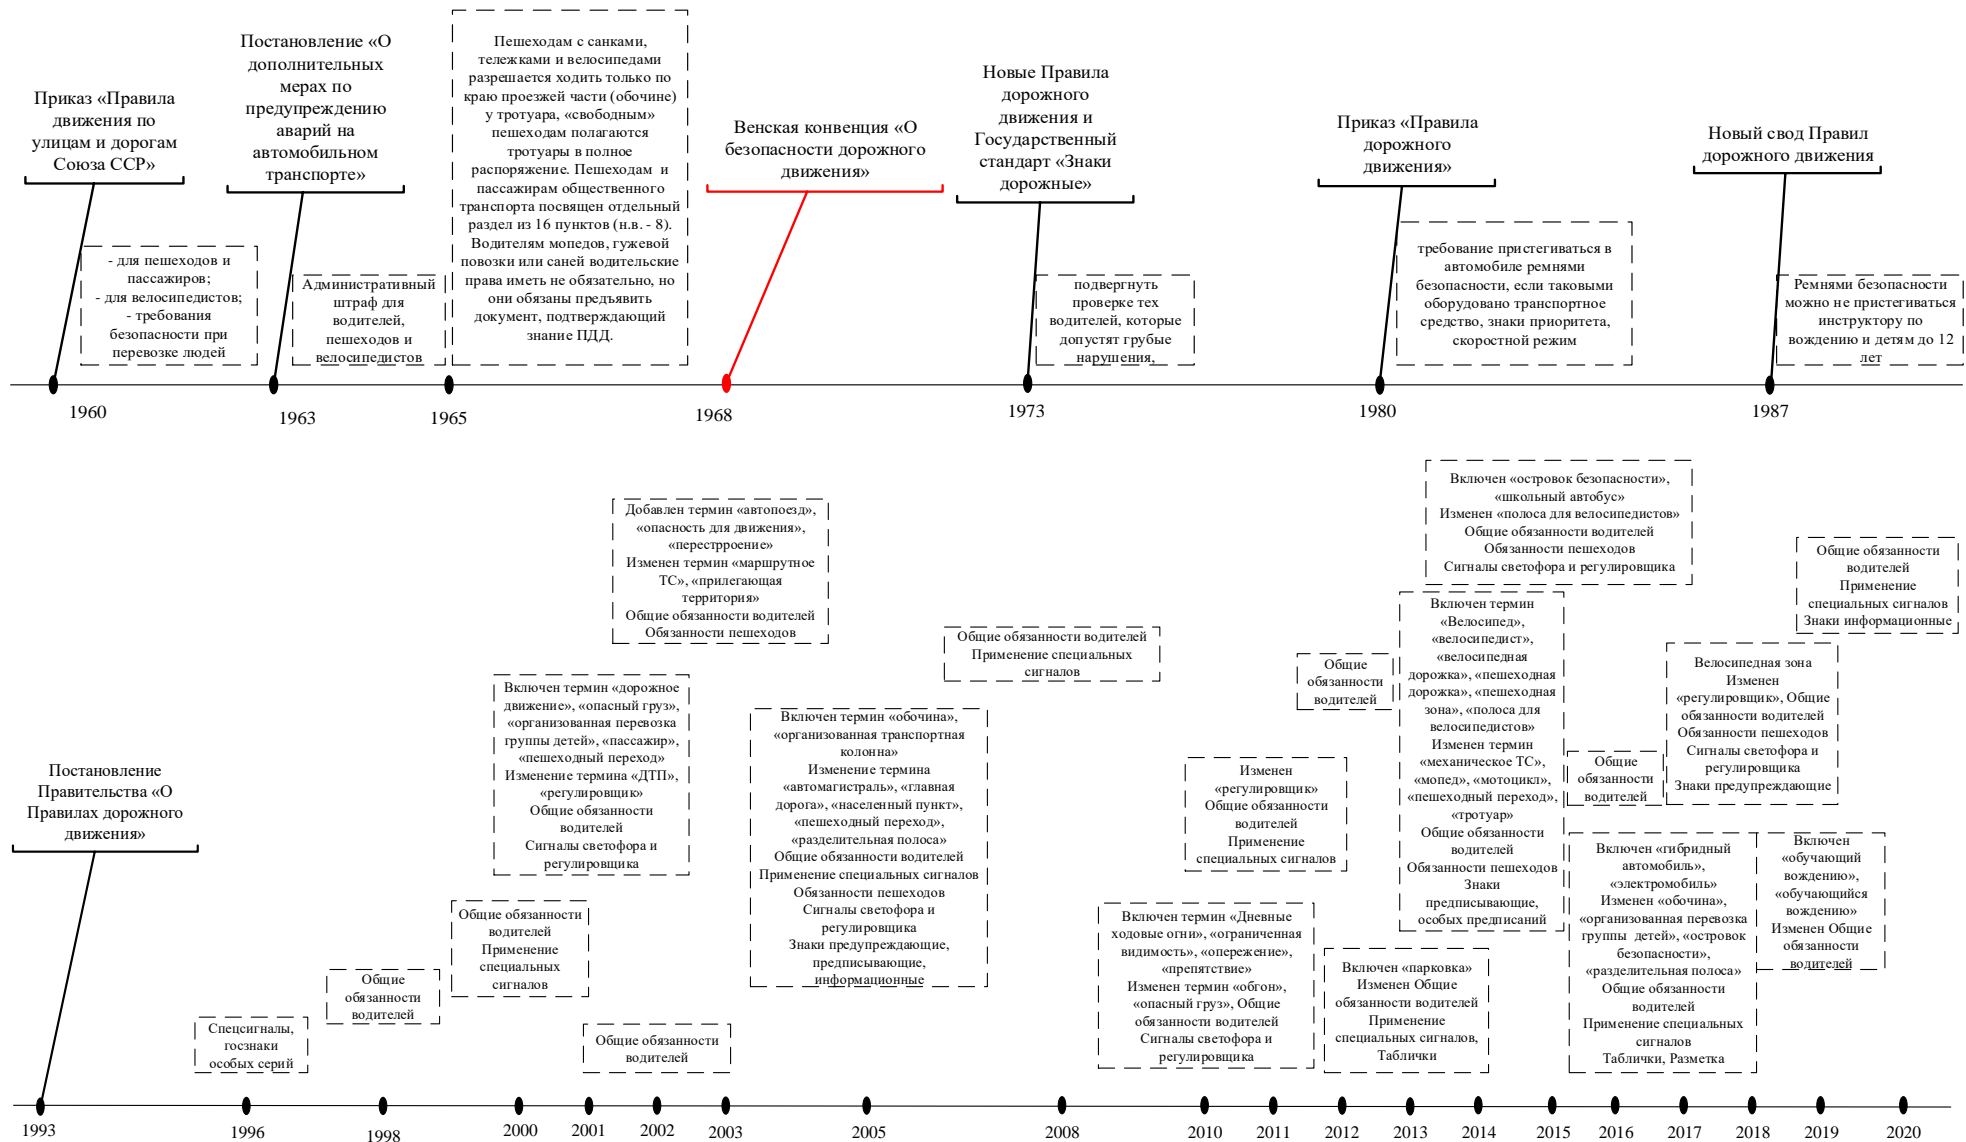 Приказ «Правила
движения по
улицам и дорогам
Союза ССР»
- для пешеходов и
пассажиров;
- для велосипедистов;
- требования
безопасности при
перевозке людей
Постановление «О
дополнительных
мерах по
предупреждению
аварий на
автомобильном
транспорте»
Административный
штраф для
водителей,
пешеходов и
велосипедистов
Пешеходам с санками,
тележками и велосипедами
разрешается ходить только по
краю проезжей части (обочине)
у тротуара, «свободным»
пешеходам полагаются
тротуары в полное
распоряжение. Пешеходам и
пассажирам общественного
транспорта посвящен отдельный
раздел из 16 пунктов (н.в. - 8).
Водителям мопедов, гужевой
повозки или саней водительские
права иметь не обязательно, но
они обязаны предъявить
документ, подтверждающий
знание ПДД.
Венская конвенция «О
безопасности дорожного
движения»
Новые Правила
дорожного
движения и
Государственный
стандарт «Знаки
дорожные»
подвергнуть
проверке тех
водителей, которые
допустят грубые
нарушения,
Приказ «Правила
дорожного
движения»
требование пристегиваться в
автомобиле ремнями
безопасности, если таковыми
оборудовано транспортное
средство, знаки приоритета,
скоростной режим
Новый свод Правил
дорожного движения
Ремнями безопасности
можно не пристегиваться
инструктору по
вождению и детям до 12
лет
1960
1963
1965
1968
1973
1980
1987
Постановление
Правительства «О
Правилах дорожного
движения»
Спецсигналы,
госзнаки
особых серий
Общие
обязанности
водителей
Общие обязанности
водителей
Применение
специальных
сигналов
Включен термин «дорожное
движение», «опасный груз»,
«организованная перевозка
группы детей», «пассажир»,
«пешеходный переход»
Изменение термина «ДТП»,
«регулировщик»
Общие обязанности
водителей
Сигналы светофора и
регулировщика
Общие обязанности
водителей
Добавлен термин «автопоезд»,
«опасность для движения»,
«перестрроение»
Изменен термин «маршрутное
ТС», «прилегающая
территория»
Общие обязанности водителей
Обязанности пешеходов
Включен термин «обочина»,
«организованная транспортная
колонна»
Изменение термина
«автомагистраль», «главная
дорога», «населенный пункт»,
«пешеходный переход»,
«разделительная полоса»
Общие обязанности водителей
Применение специальных сигналов
Обязанности пешеходов
Сигналы светофора и
регулировщика
Знаки предупреждающие,
предписывающие,
информационные
Общие обязанности водителей
Применение специальных
сигналов
Включен термин «Дневные
ходовые огни», «ограниченная
видимость», «опережение»,
«препятствие»
Изменен термин «обгон»,
«опасный груз», Общие
обязанности водителей
Сигналы светофора и
регулировщика
Изменен
«регулировщик»
Общие обязанности
водителей
Применение
специальных сигналов
Общие
обязанности
водителей
Включен «парковка»
Изменен Общие
обязанности водителей
Применение
специальных сигналов,
Таблички
Включен термин
«Велосипед»,
«велосипедист»,
«велосипедная
дорожка», «пешеходная
дорожка», «пешеходная
зона», «полоса для
велосипедистов»
Изменен термин
«механическое ТС»,
«мопед», «мотоцикл»,
«пешеходный переход»,
«тротуар»
Общие обязанности
водителей
Обязанности пешеходов
Знаки
предписывающие,
особых предписаний
Включен «островок безопасности»,
«школьный автобус»
Изменен «полоса для велосипедистов»
Общие обязанности водителей
Обязанности пешеходов
Сигналы светофора и регулировщика
Общие
обязанности
водителей
Включен «гибридный
автомобиль»,
«электромобиль»
Изменен «обочина»,
«организованная перевозка
группы детей», «островок
безопасности»,
«разделительная полоса»
Общие обязанности
водителей
Применение специальных
сигналов
Таблички, Разметка
Велосипедная зона
Изменен
«регулировщик», Общие
обязанности водителей
Обязанности пешеходов
Сигналы светофора и
регулировщика
Знаки предупреждающие
Включен
«обучающий
вождению»,
«обучающийся
вождению»
Изменен Общие
обязанности
водителей
Общие обязанности
водителей
Применение
специальных сигналов
Знаки информационные
1993
1996
1998
2000
2001
2002
2003
2005
2008
2010
2011
2012
2013
2014
2015
2016
2017
2018
2019
2020